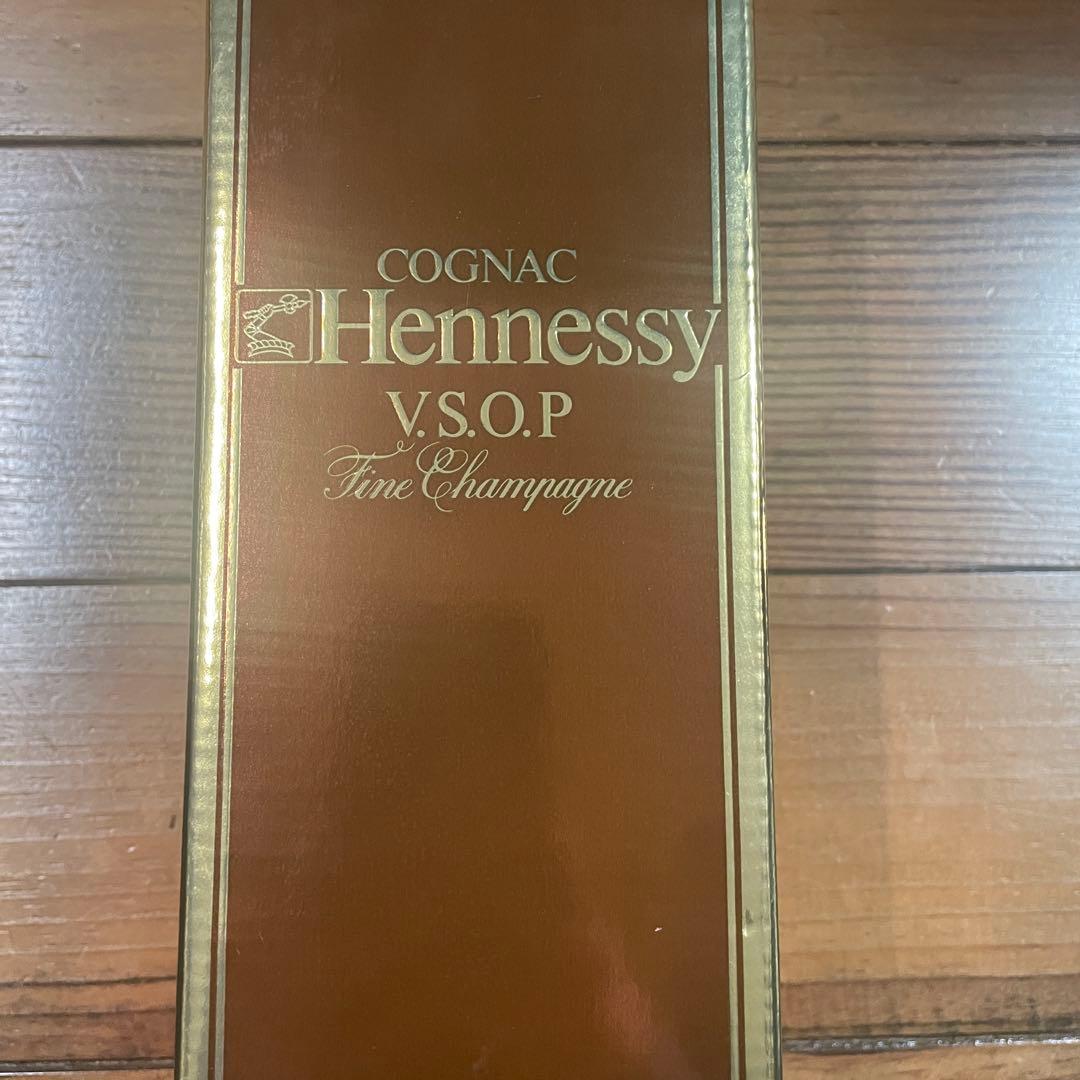 COGNAC
Hennessy
V.S.O.P
Fine Champagne